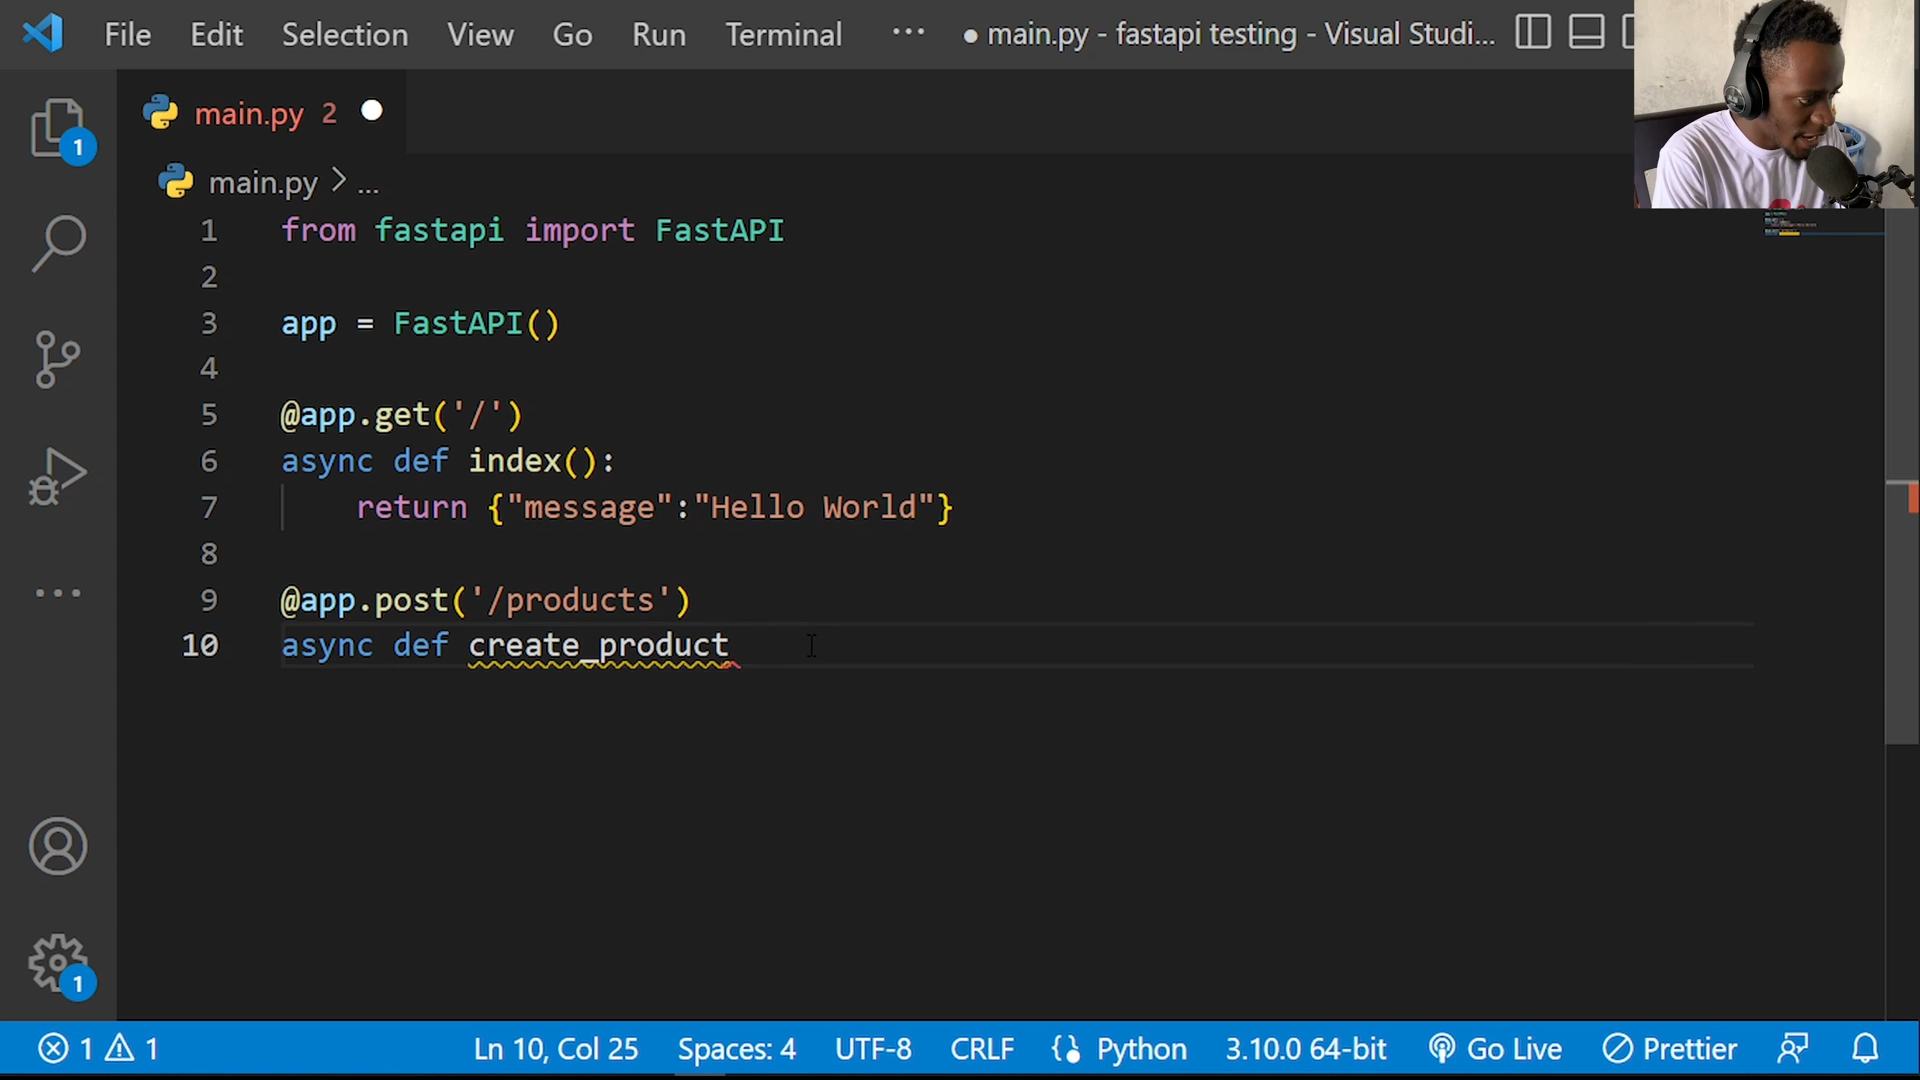 File Edit Selection View Go Run Terminal ··· ● main.py - fastapi testing - Visual Studi...
main.py 2
1
main.py > ...
1 from fastapi import FastAPI
2
3 app = FastAPI()
4
5 @app.get('/')
6 async def index():
7 return {"message":"Hello World"}
8
9 @app.post('/products')
10 async def create_product
1
1 1 Ln 10, Col 25 Spaces: 4 UTF-8 CRLF Python 3.10.0 64-bit Go Live Prettier